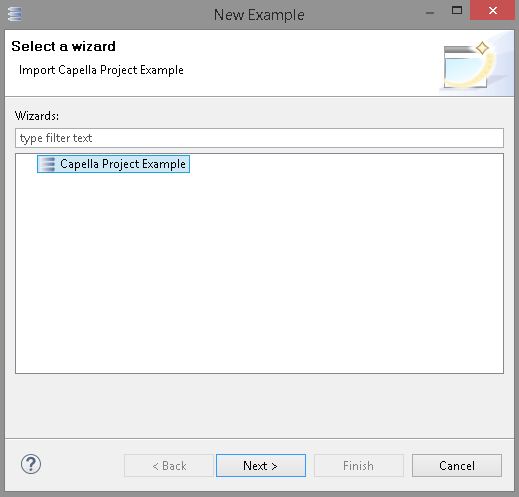 New Example
Select a wizard
Import Capella Project Example
Wizards:
type filter text
Capella Project Example
?
< Back
Next >
Finish
Cancel